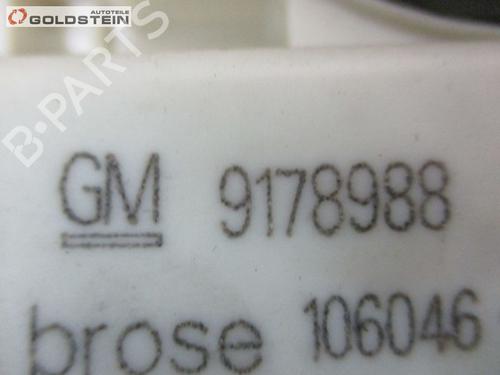 AUTOTEILE
GOLDSTEIN
B-PARTS
GM 9178988
brose 106046